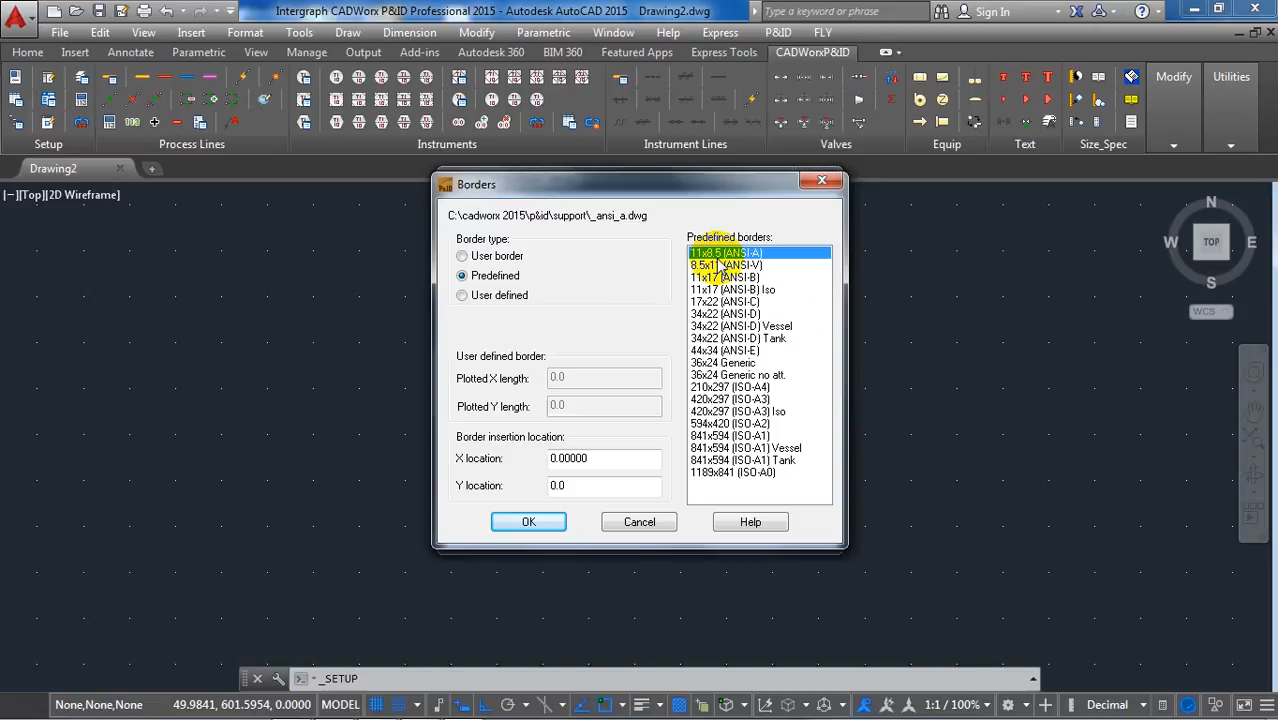 Intergraph CADWorx P&ID Professional 2015 - Autodesk AutoCAD 2015 Drawing2.dwg
Type a keyword or phrase
Sign In
File Edit View Insert Format Tools Draw Dimension Modify Parametric Window Help Express P&ID FLY
Home Insert Annotate Parametric View Manage Output Add-ins Autodesk 360 BIM 360 Featured Apps Express Tools CADWorxP&ID
Modify Utilities
Setup Process Lines Instruments Instrument Lines Valves Equip Text Size_Spec
Drawing2
[−][Top][2D Wireframe]
Borders
C:\cadworx 2015\p&id\support\_ansi_a.dwg
Border type:
User border
Predefined
User defined
User defined border:
Plotted X length: 0.0
Plotted Y length: 0.0
Border insertion location:
X location: 0.00000
Y location: 0.0
Predefined borders:
11x8.5 (ANSI-A)
8.5x11 (ANSI-V)
11x17 (ANSI-B)
11x17 (ANSI-B) Iso
17x22 (ANSI-C)
34x22 (ANSI-D)
34x22 (ANSI-D) Vessel
34x22 (ANSI-D) Tank
44x34 (ANSI-E)
36x24 Generic
36x24 Generic no att.
210x297 (ISO-A4)
420x297 (ISO-A3)
420x297 (ISO-A3) Iso
594x420 (ISO-A2)
841x594 (ISO-A1)
841x594 (ISO-A1) Vessel
841x594 (ISO-A1) Tank
1189x841 (ISO-A0)
OK Cancel Help
N
W TOP E
S
WCS
_SETUP
None,None,None 49.9841, 601.5954, 0.0000 MODEL 1:1 / 100% Decimal